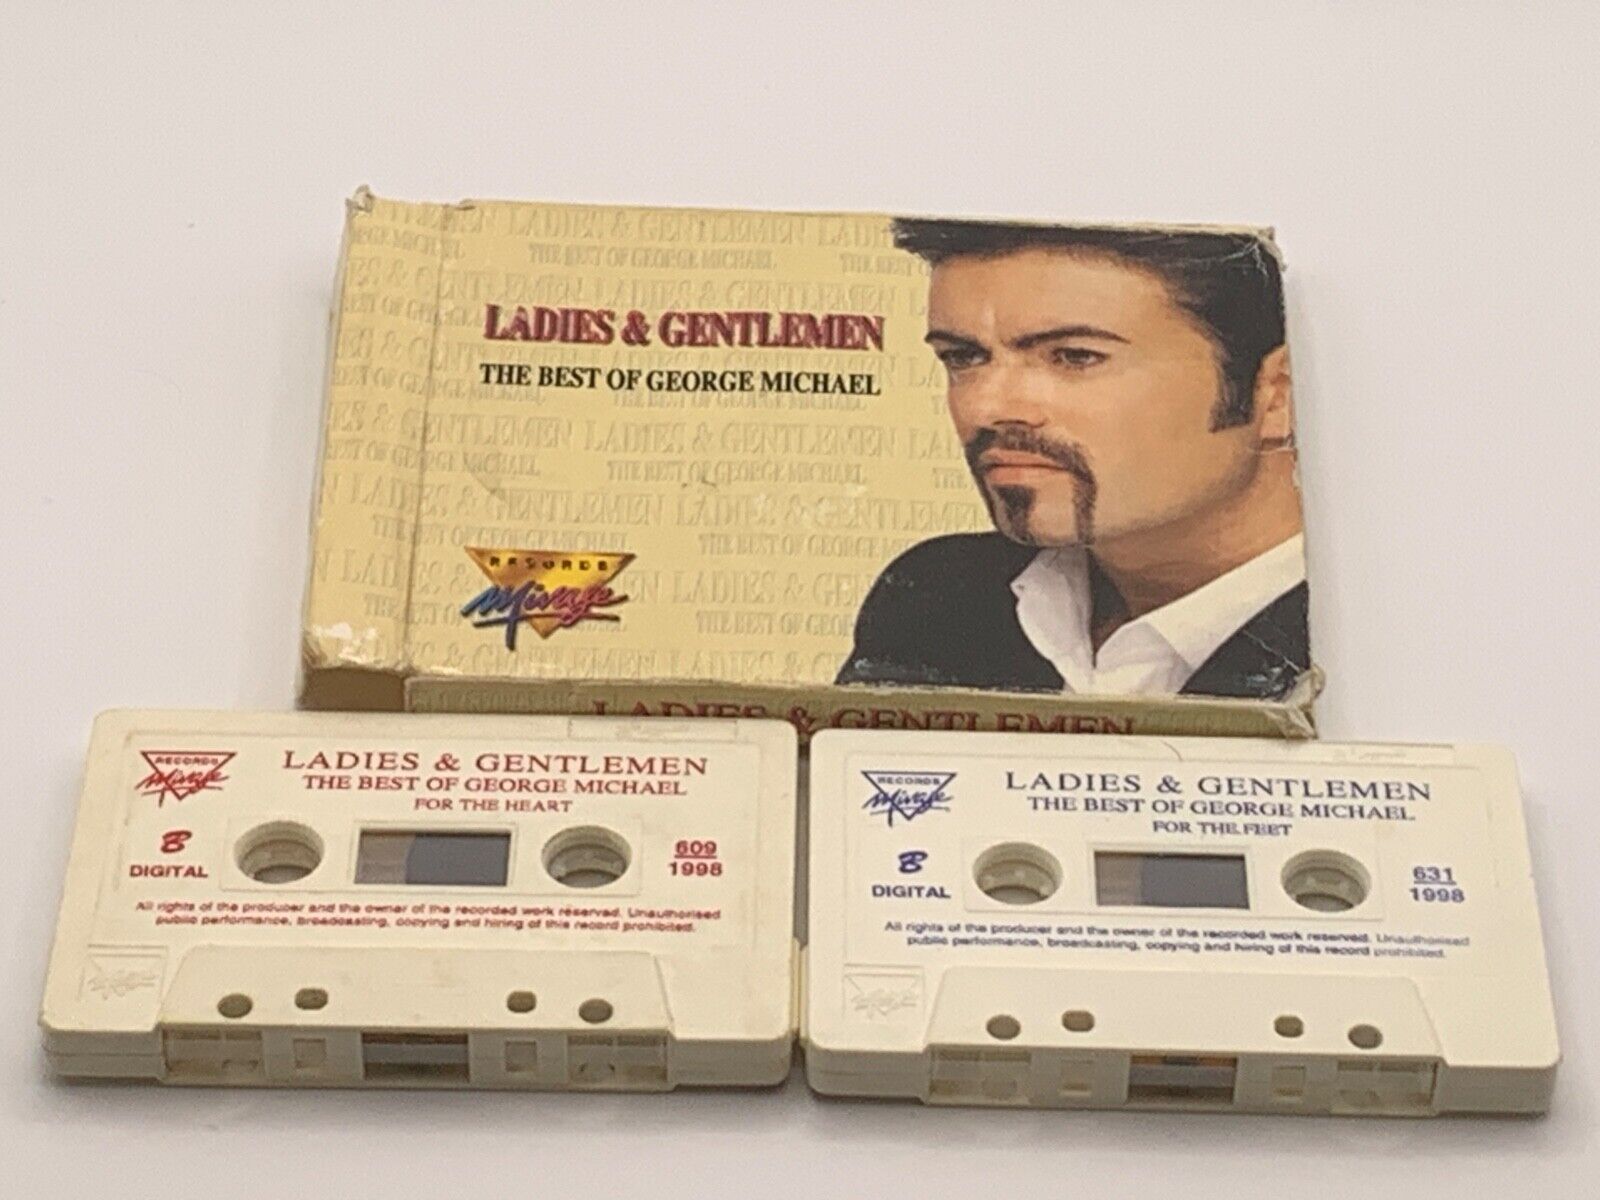 LADIES & GENTLEMEN
THE BEST OF GEORGE MICHAEL
RECORDS
Mirage
LADIES & GENTLEMEN
RECORDS
Mirage
LADIES & GENTLEMEN
THE BEST OF GEORGE MICHAEL
FOR THE HEART
B
DIGITAL
609
1998
All rights of the producer and the owner of the recorded work reserved. Unauthorised
public performance, broadcasting, copying and hiring of this record prohibited.
RECORDS
Mirage
LADIES & GENTLEMEN
THE BEST OF GEORGE MICHAEL
FOR THE FEET
B
DIGITAL
631
1998
All rights of the producer and the owner of the recorded work reserved. Unauthorised
public performance, broadcasting, copying and hiring of this record prohibited.